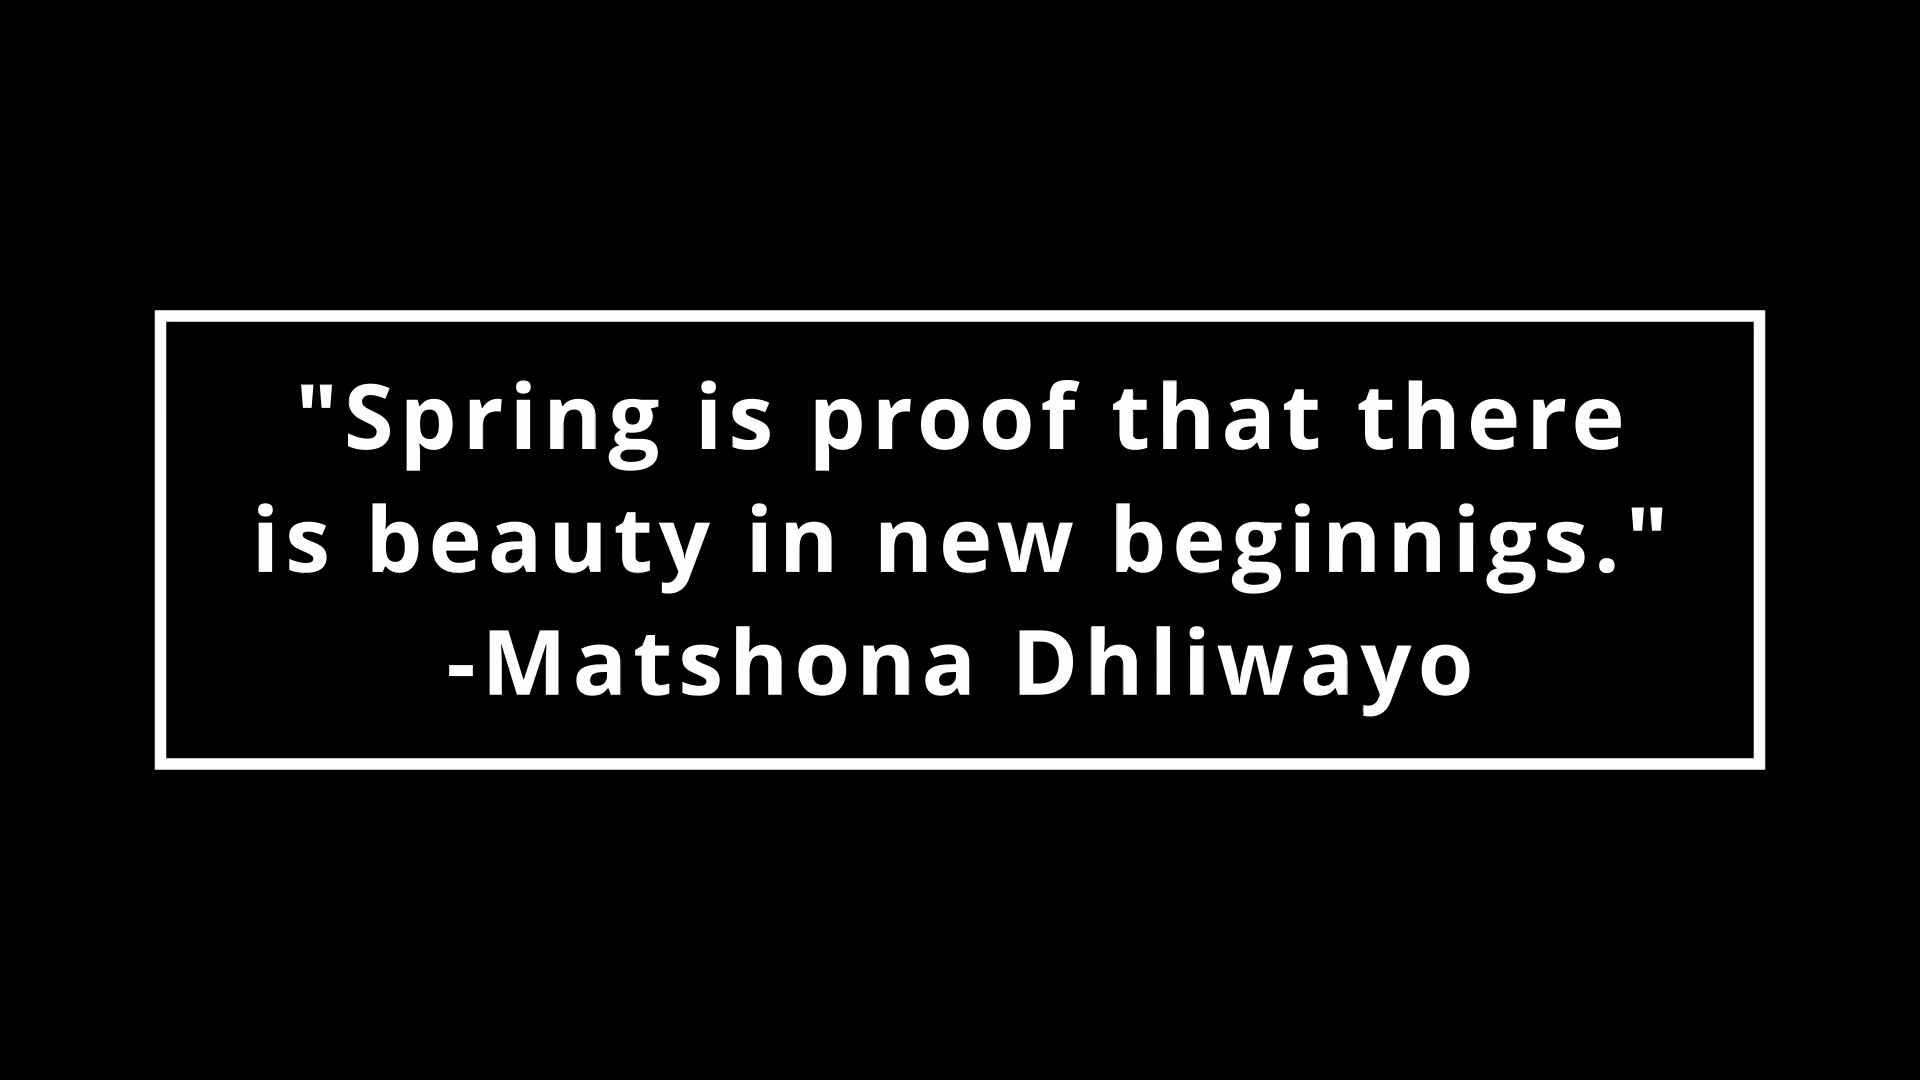 "Spring is proof that there
is beauty in new beginnigs."
-Matshona Dhliwayo